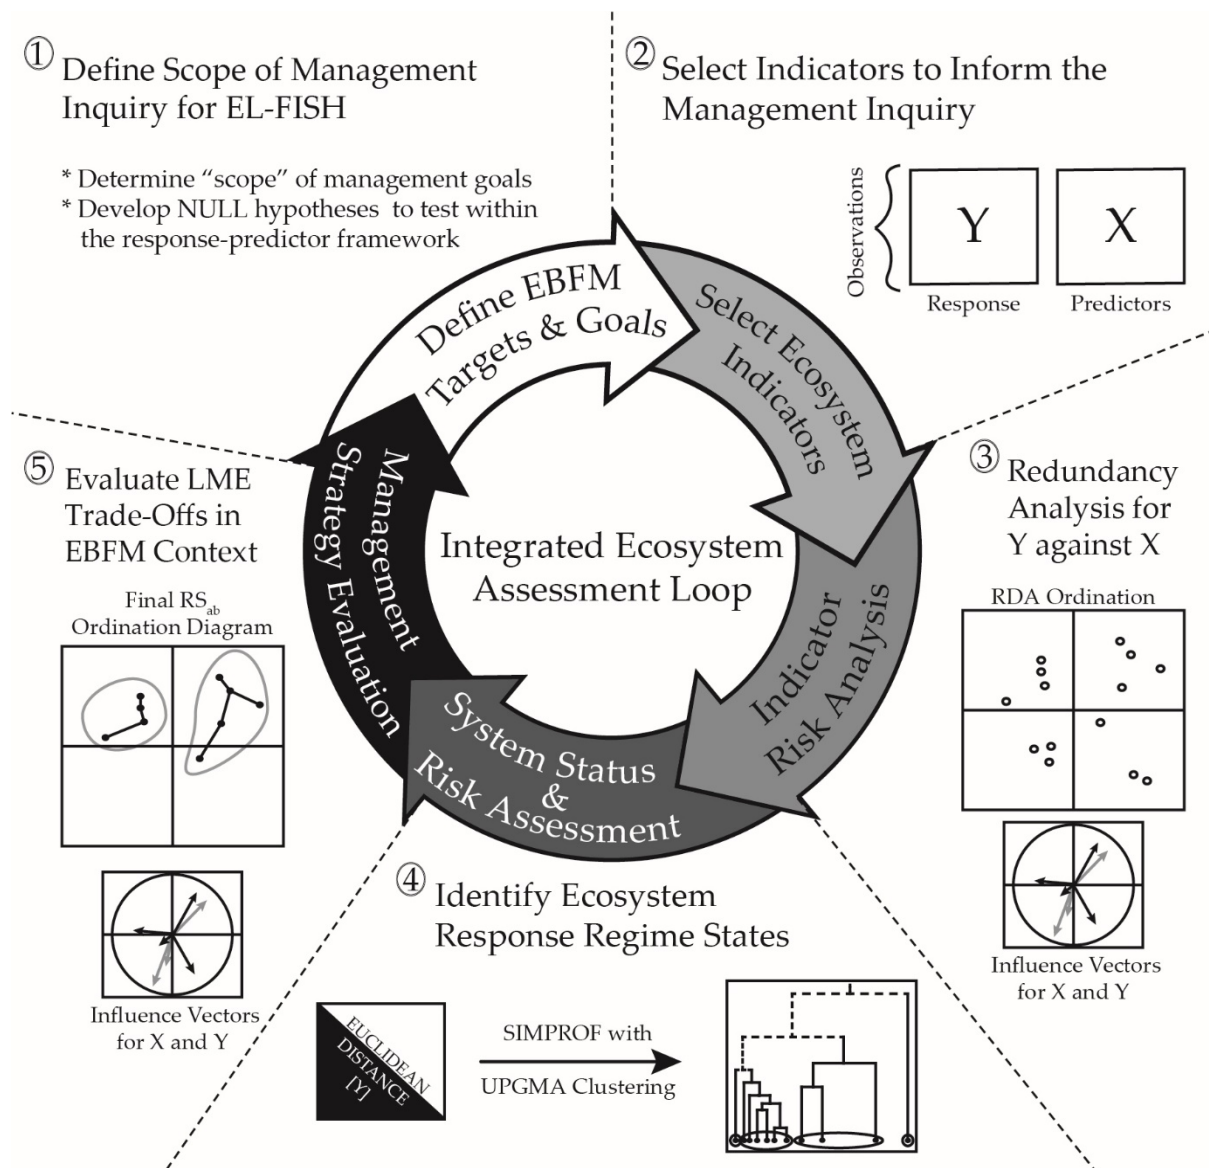 ①
Define Scope of Management
Inquiry for EL-FISH
* Determine “scope” of management goals
* Develop NULL hypotheses to test within
the response-predictor framework
②
Select Indicators to Inform the
Management Inquiry
Observations
Y
X
Response
Predictors
Define EBFM
Targets & Goals
Select Ecosystem
Indicators
Indicator
Risk Analysis
System Status
&
Risk Assessment
Management
Strategy Evaluation
Integrated Ecosystem
Assessment Loop
③
Redundancy
Analysis for
Y against X
RDA Ordination
Influence Vectors
for X and Y
④
Identify Ecosystem
Response Regime States
EUCLIDEAN
DISTANCE
[Y]
SIMPROF with
UPGMA Clustering
⑤
Evaluate LME
Trade-Offs in
EBFM Context
Final RSab
Ordination Diagram
Influence Vectors
for X and Y